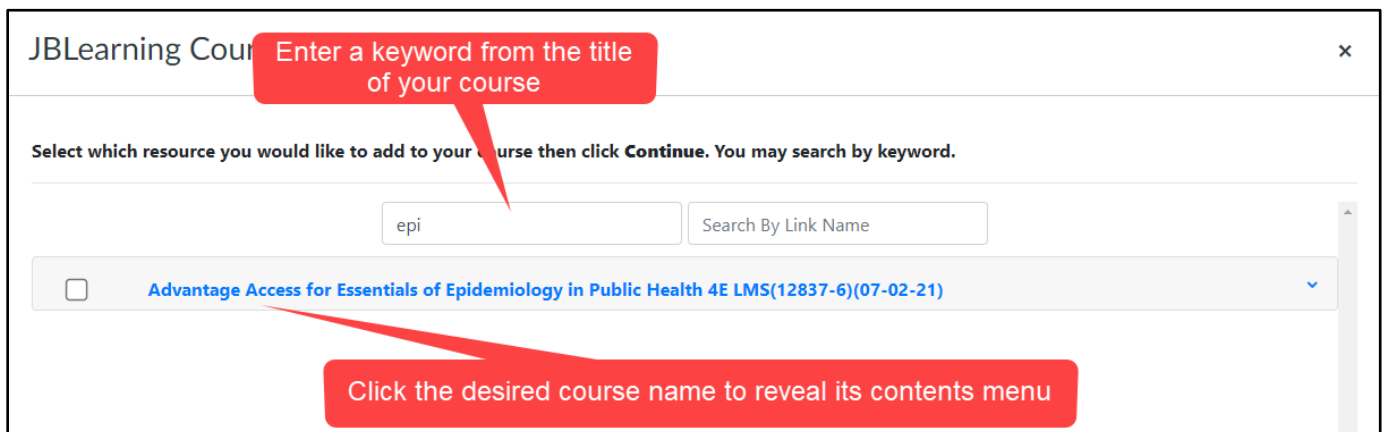 JBLearning Cour
Enter a keyword from the title
of your course
×
Select which resource you would like to add to your course then click Continue. You may search by keyword.
epi
Search By Link Name
Advantage Access for Essentials of Epidemiology in Public Health 4E LMS(12837-6)(07-02-21)
Click the desired course name to reveal its contents menu